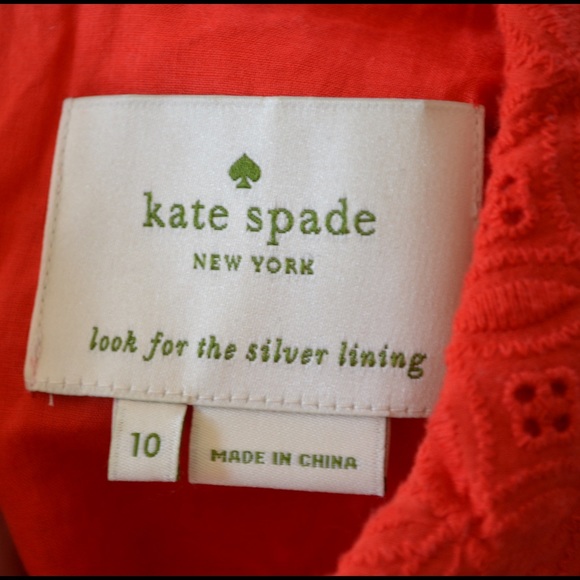 kate spade
NEW YORK
look for the silver lining
10
MADE IN CHINA